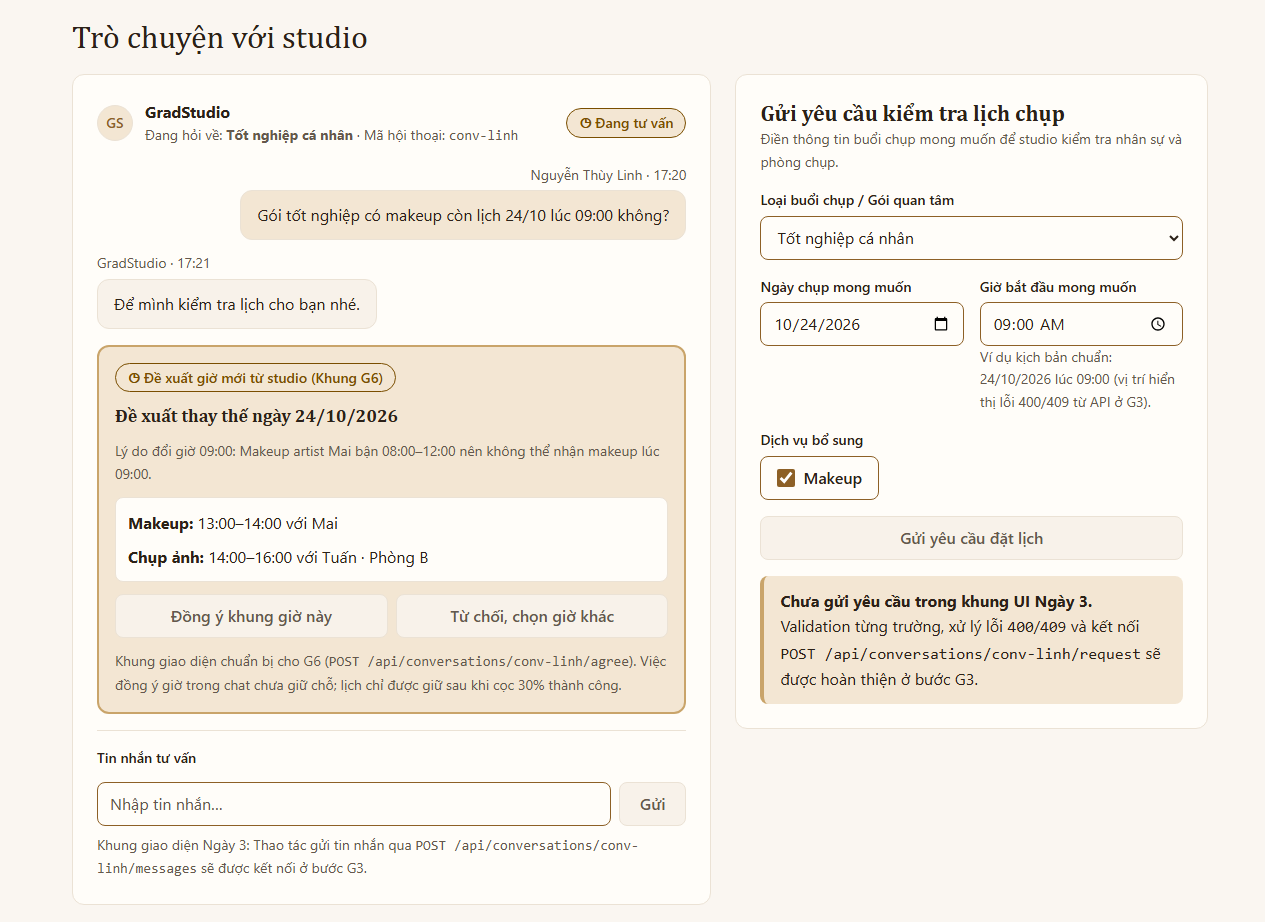 Trò chuyện với studio
GS
GradStudio
Đang hỏi về: Tốt nghiệp cá nhân · Mã hội thoại: conv-linh
Đang tư vấn
Nguyễn Thùy Linh · 17:20
Gói tốt nghiệp có makeup còn lịch 24/10 lúc 09:00 không?
GradStudio · 17:21
Để mình kiểm tra lịch cho bạn nhé.
Đề xuất giờ mới từ studio (Khung G6)
Đề xuất thay thế ngày 24/10/2026
Lý do đổi giờ 09:00: Makeup artist Mai bận 08:00–12:00 nên không thể nhận makeup lúc
09:00.
Makeup: 13:00–14:00 với Mai
Chụp ảnh: 14:00–16:00 với Tuấn · Phòng B
Đồng ý khung giờ này
Từ chối, chọn giờ khác
Khung giao diện chuẩn bị cho G6 (POST /api/conversations/conv-linh/agree). Việc
đồng ý giờ trong chat chưa giữ chỗ; lịch chỉ được giữ sau khi cọc 30% thành công.
Tin nhắn tư vấn
Nhập tin nhắn...
Gửi
Khung giao diện Ngày 3: Thao tác gửi tin nhắn qua POST /api/conversations/conv-
linh/messages sẽ được kết nối ở bước G3.
Gửi yêu cầu kiểm tra lịch chụp
Điền thông tin buổi chụp mong muốn để studio kiểm tra nhân sự và
phòng chụp.
Loại buổi chụp / Gói quan tâm
Tốt nghiệp cá nhân
Ngày chụp mong muốn
10/24/2026
Giờ bắt đầu mong muốn
09:00 AM
Ví dụ kịch bản chuẩn:
24/10/2026 lúc 09:00 (vị trí hiển
thị lỗi 400/409 từ API ở G3).
Dịch vụ bổ sung
Makeup
Gửi yêu cầu đặt lịch
Chưa gửi yêu cầu trong khung UI Ngày 3.
Validation từng trường, xử lý lỗi 400/409 và kết nối
POST /api/conversations/conv-linh/request sẽ
được hoàn thiện ở bước G3.